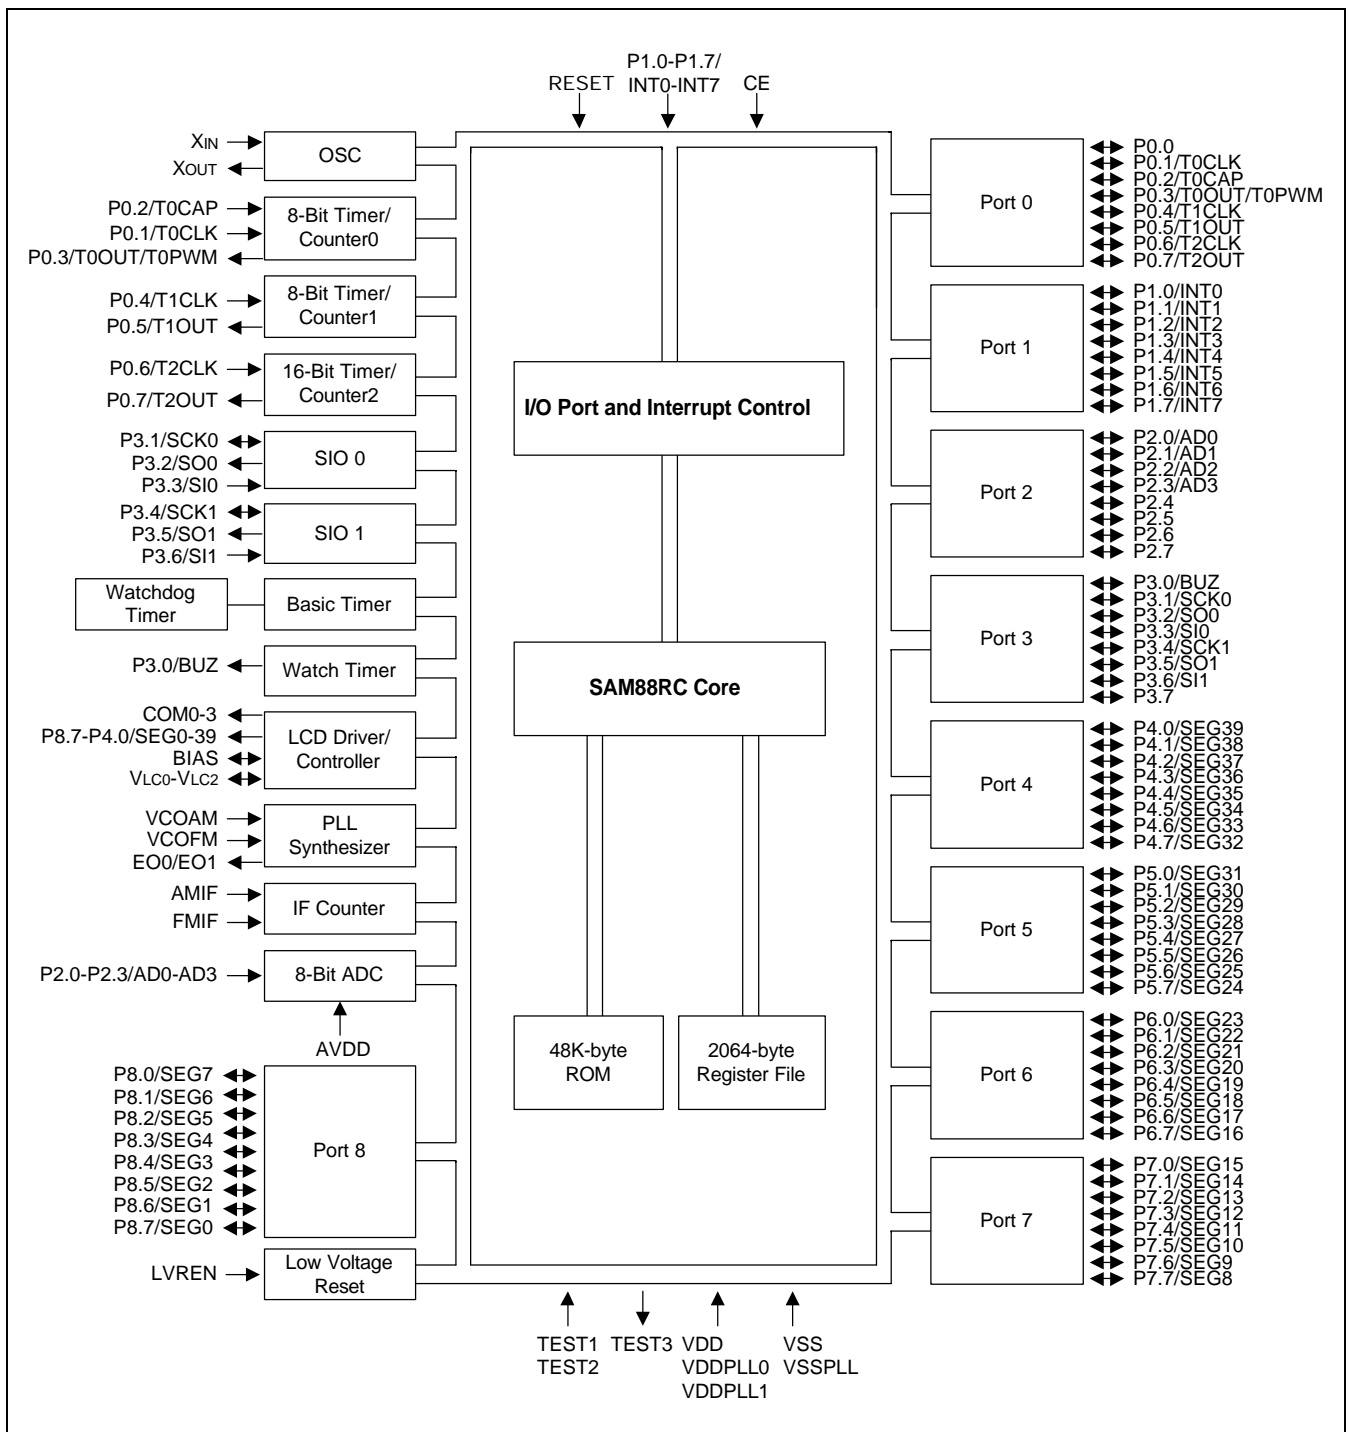 P1.0-P1.7/
RESET INT0-INT7 CE
XIN
XOUT
OSC
P0.2/T0CAP
P0.1/T0CLK
P0.3/T0OUT/T0PWM
8-Bit Timer/
Counter0
P0.4/T1CLK
P0.5/T1OUT
8-Bit Timer/
Counter1
P0.6/T2CLK
P0.7/T2OUT
16-Bit Timer/
Counter2
P3.1/SCK0
P3.2/SO0
P3.3/SI0
SIO 0
P3.4/SCK1
P3.5/SO1
P3.6/SI1
SIO 1
Watchdog
Timer
Basic Timer
P3.0/BUZ
Watch Timer
COM0-3
P8.7-P4.0/SEG0-39
BIAS
VLC0-VLC2
LCD Driver/
Controller
VCOAM
VCOFM
EO0/EO1
PLL
Synthesizer
AMIF
FMIF
IF Counter
P2.0-P2.3/AD0-AD3
8-Bit ADC
AVDD
P8.0/SEG7
P8.1/SEG6
P8.2/SEG5
P8.3/SEG4
P8.4/SEG3
P8.5/SEG2
P8.6/SEG1
P8.7/SEG0
Port 8
LVREN
Low Voltage
Reset
I/O Port and Interrupt Control
SAM88RC Core
48K-byte
ROM
2064-byte
Register File
TEST1
TEST2
TEST3
VDD
VDDPLL0
VDDPLL1
VSS
VSSPLL
Port 0
P0.0
P0.1/T0CLK
P0.2/T0CAP
P0.3/T0OUT/T0PWM
P0.4/T1CLK
P0.5/T1OUT
P0.6/T2CLK
P0.7/T2OUT
Port 1
P1.0/INT0
P1.1/INT1
P1.2/INT2
P1.3/INT3
P1.4/INT4
P1.5/INT5
P1.6/INT6
P1.7/INT7
Port 2
P2.0/AD0
P2.1/AD1
P2.2/AD2
P2.3/AD3
P2.4
P2.5
P2.6
P2.7
Port 3
P3.0/BUZ
P3.1/SCK0
P3.2/SO0
P3.3/SI0
P3.4/SCK1
P3.5/SO1
P3.6/SI1
P3.7
Port 4
P4.0/SEG39
P4.1/SEG38
P4.2/SEG37
P4.3/SEG36
P4.4/SEG35
P4.5/SEG34
P4.6/SEG33
P4.7/SEG32
Port 5
P5.0/SEG31
P5.1/SEG30
P5.2/SEG29
P5.3/SEG28
P5.4/SEG27
P5.5/SEG26
P5.6/SEG25
P5.7/SEG24
Port 6
P6.0/SEG23
P6.1/SEG22
P6.2/SEG21
P6.3/SEG20
P6.4/SEG19
P6.5/SEG18
P6.6/SEG17
P6.7/SEG16
Port 7
P7.0/SEG15
P7.1/SEG14
P7.2/SEG13
P7.3/SEG12
P7.4/SEG11
P7.5/SEG10
P7.6/SEG9
P7.7/SEG8